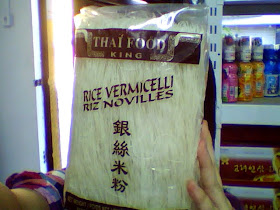 THAI FOOD
KING
RICE VERMICELLI
RIZ NOVILLES
銀
絲
米
粉